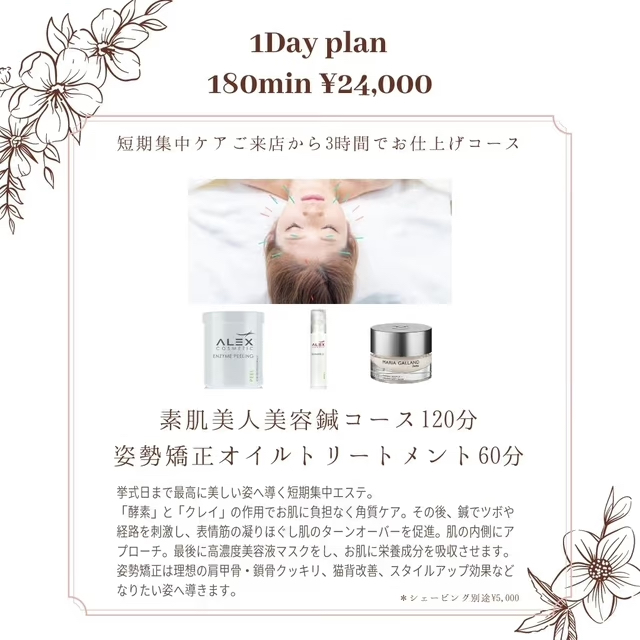 1Day plan
180min ¥24,000
短期集中ケアご来店から3時間でお仕上げコース
ALEX
COSMETIC
ENZYME PEELING
ALEX
MARIA GALLAND
素肌美人美容鍼コース120分
姿勢矯正オイルトリートメント60分
挙式日まで最高に美しい姿へ導く短期集中エステ。
「酵素」と「クレイ」の作用でお肌に負担なく角質ケア。その後、鍼でツボや
経路を刺激し、表情筋の凝りほぐし肌のターンオーバーを促進。肌の内側にア
プローチ。最後に高濃度美容液マスクをし、お肌に栄養成分を吸収させます。
姿勢矯正は理想の肩甲骨・鎖骨クッキリ、猫背改善、スタイルアップ効果など
なりたい姿へ導きます。
＊シェービング別途¥5,000